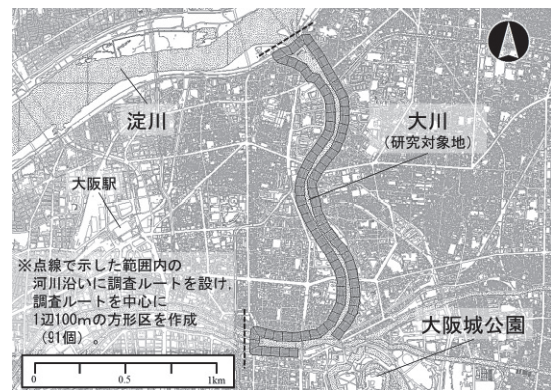 淀川
大川
(研究対象地)
大阪駅
※点線で示した範囲内の
河川沿いに調査ルートを設け,
調査ルートを中心に
1辺100mの方形区を作成
(91個)。
大阪城公園
0
0.5
1km